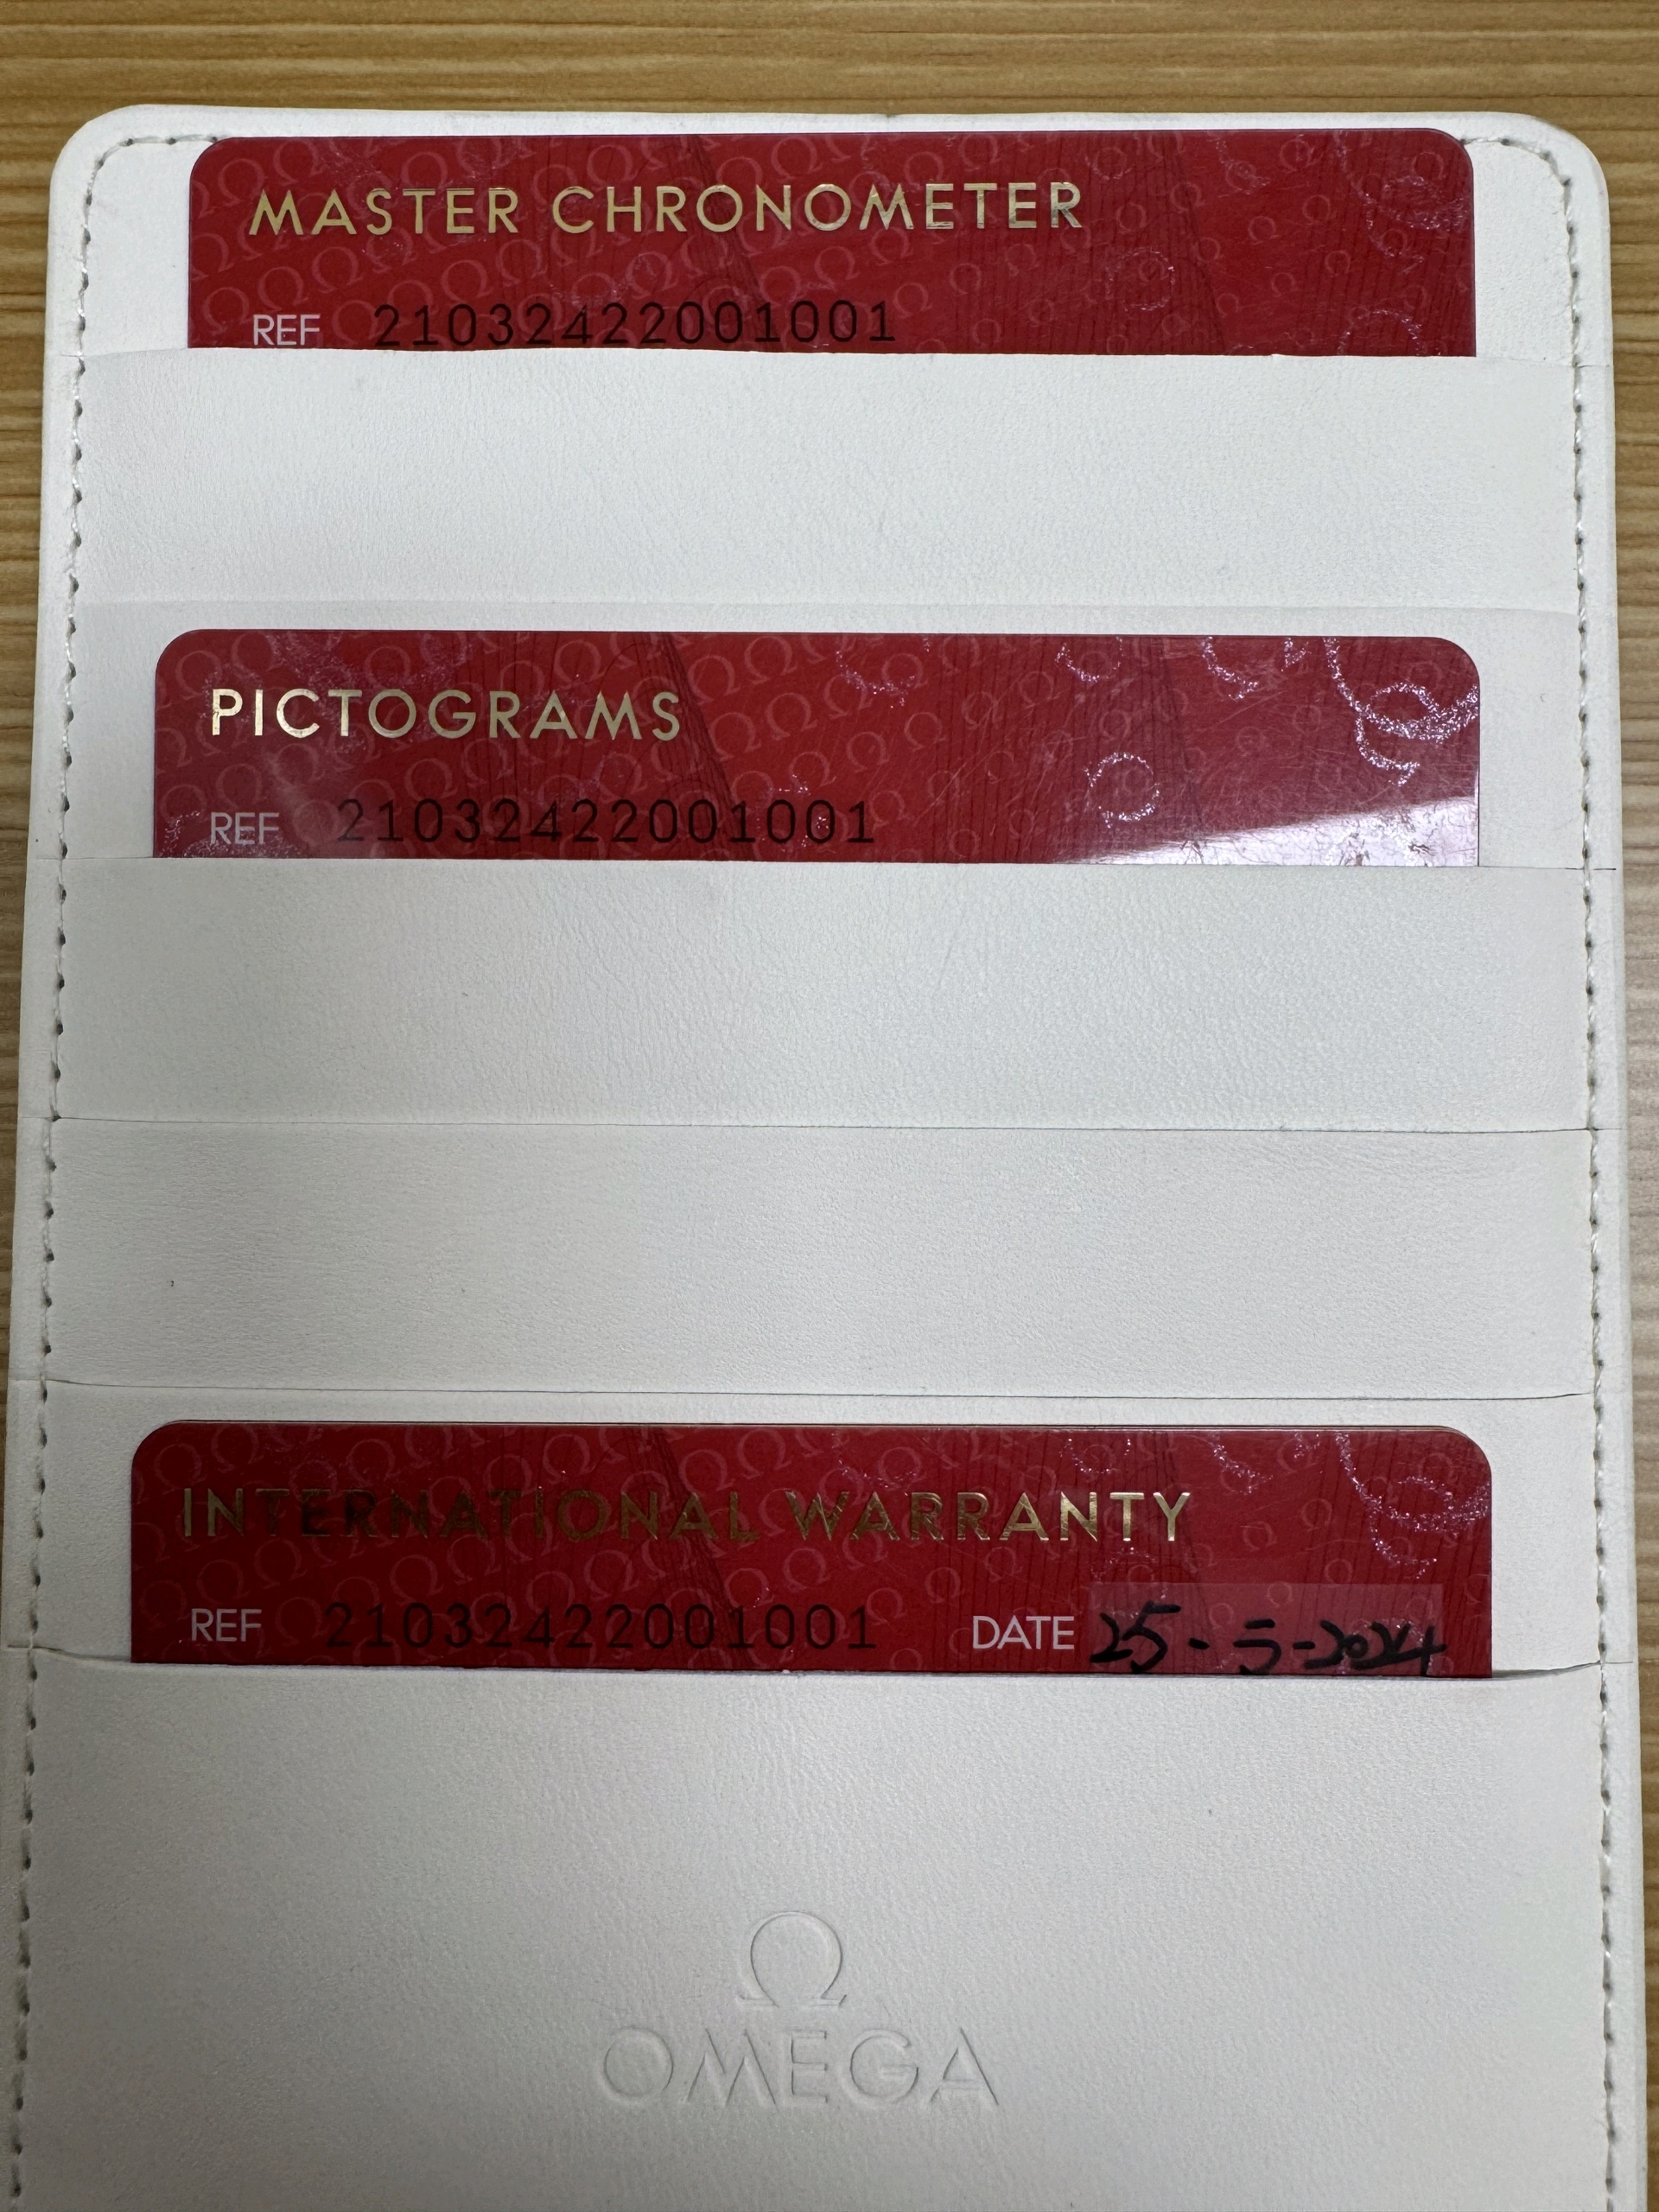 MASTER CHRONOMETER
REF 21032422001001
PICTOGRAMS
REF 21032422001001
INTERNATIONAL WARRANTY
REF 21032422001001 DATE 25-5-2024
Ω
OMEGA